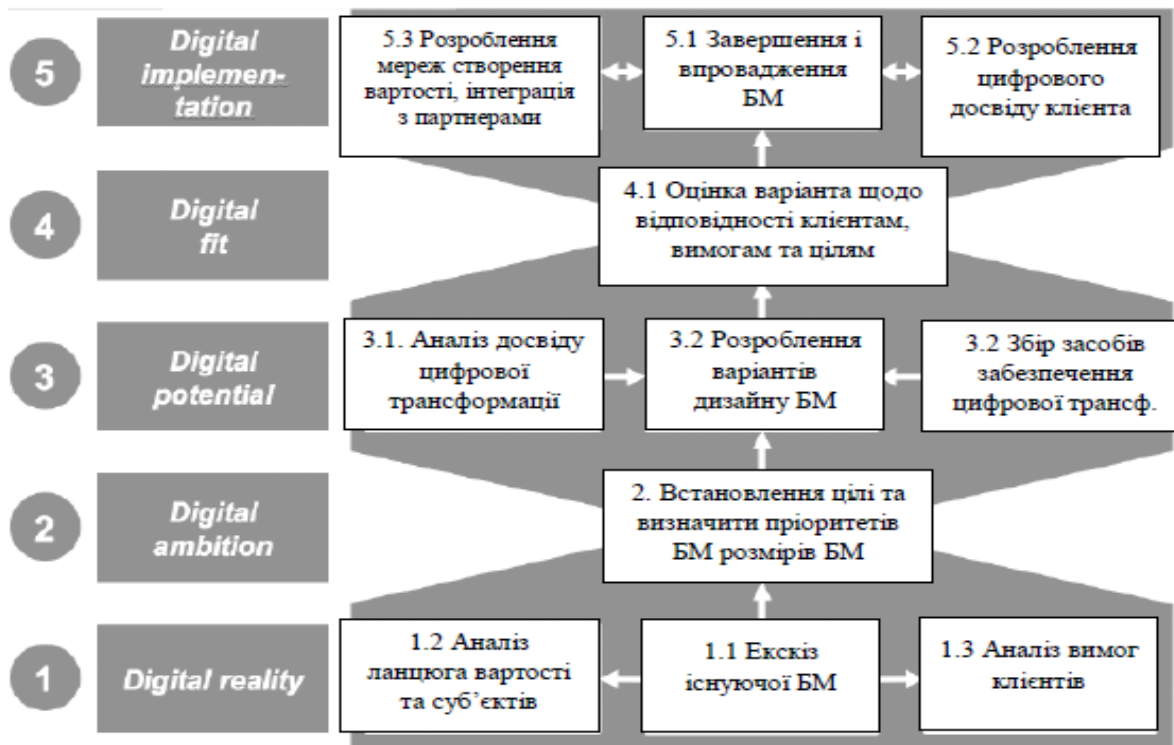 5
Digital
implemen-
tation
5.3 Розроблення
мереж створення
вартості, інтеграція
з партнерами
5.1 Завершення і
впровадження
БМ
5.2 Розроблення
цифрового
досвіду клієнта
4
Digital
fit
4.1 Оцінка варіанта щодо
відповідності клієнтам,
вимогам та цілям
3
Digital
potential
3.1. Аналіз досвіду
цифрової
трансформації
3.2 Розроблення
варіантів
дизайну БМ
3.2 Збір засобів
забезпечення
цифрової трансф.
2
Digital
ambition
2. Встановлення цілі та
визначити пріоритетів
БМ розмірів БМ
1
Digital reality
1.2 Аналіз
ланцюга вартості
та суб’єктів
1.1 Екскіз
існуючої БМ
1.3 Аналіз вимог
клієнтів